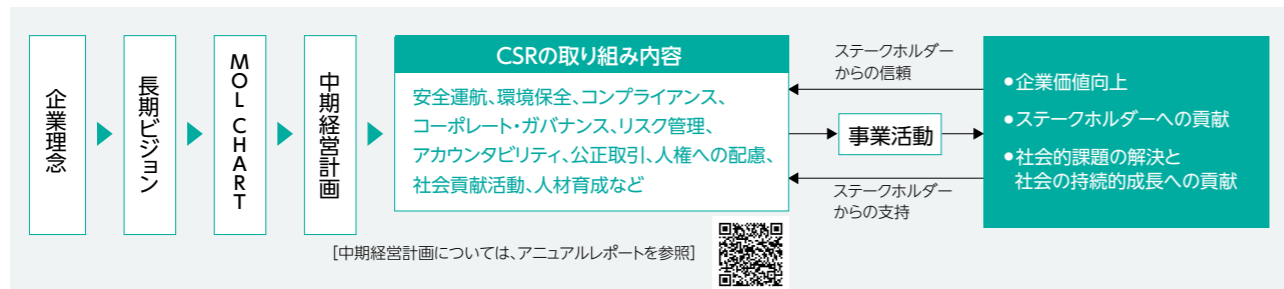 企業理念
長期ビジョン
MOL CHART
中期経営計画
CSRの取り組み内容
安全運航、環境保全、コンプライアンス、
コーポレート・ガバナンス、リスク管理、
アカウンタビリティ、公正取引、人権への配慮、
社会貢献活動、人材育成など
ステークホルダー
からの信頼
事業活動
ステークホルダー
からの支持
●企業価値向上
●ステークホルダーへの貢献
●社会的課題の解決と
社会の持続的成長への貢献
[中期経営計画については、アニュアルレポートを参照]